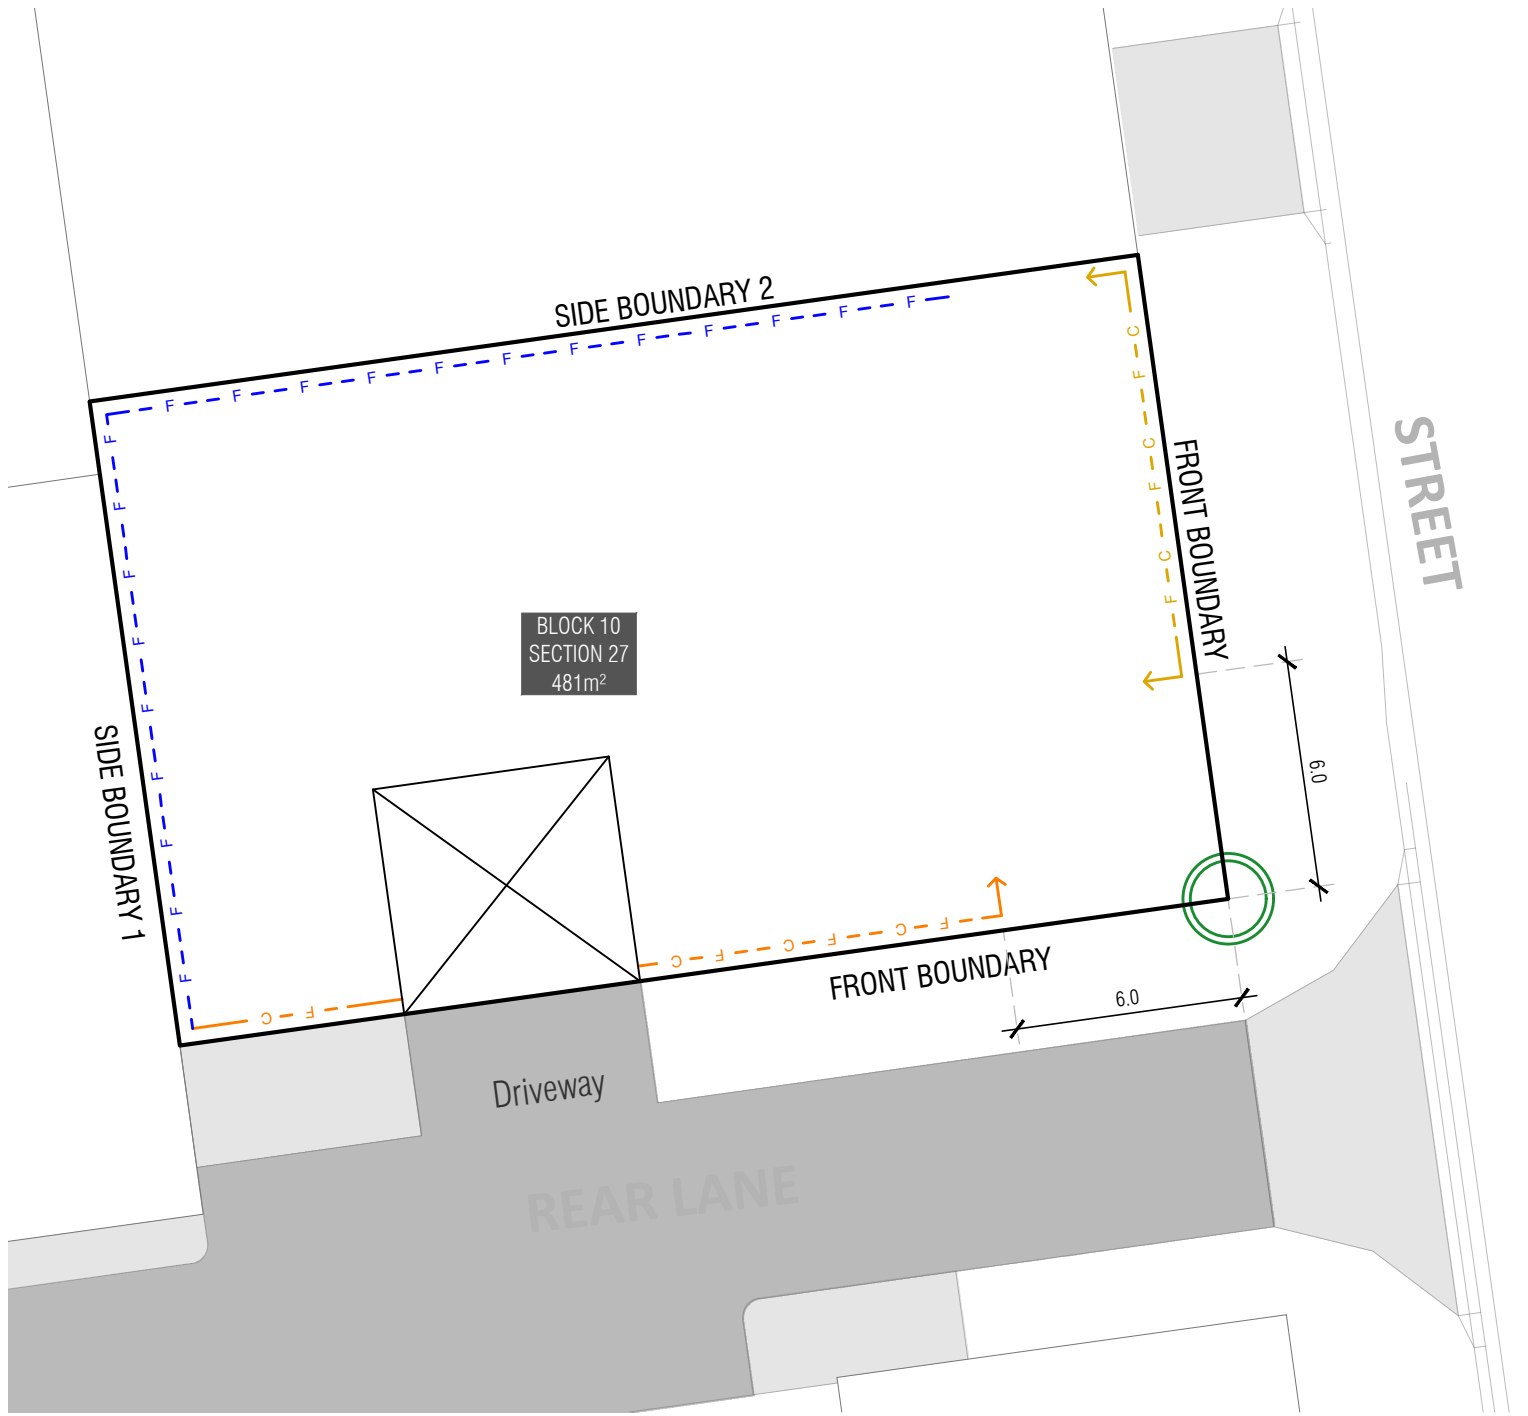 STREET
SIDE BOUNDARY 2
F F F F F F F F F F F F
C F C F C F
FRONT BOUNDARY
F F F F F F F F F
BLOCK 10
SECTION 27
481m²
SIDE BOUNDARY 1
6.0
C F C F C F
FRONT BOUNDARY
6.0
C F
Driveway
REAR LANE